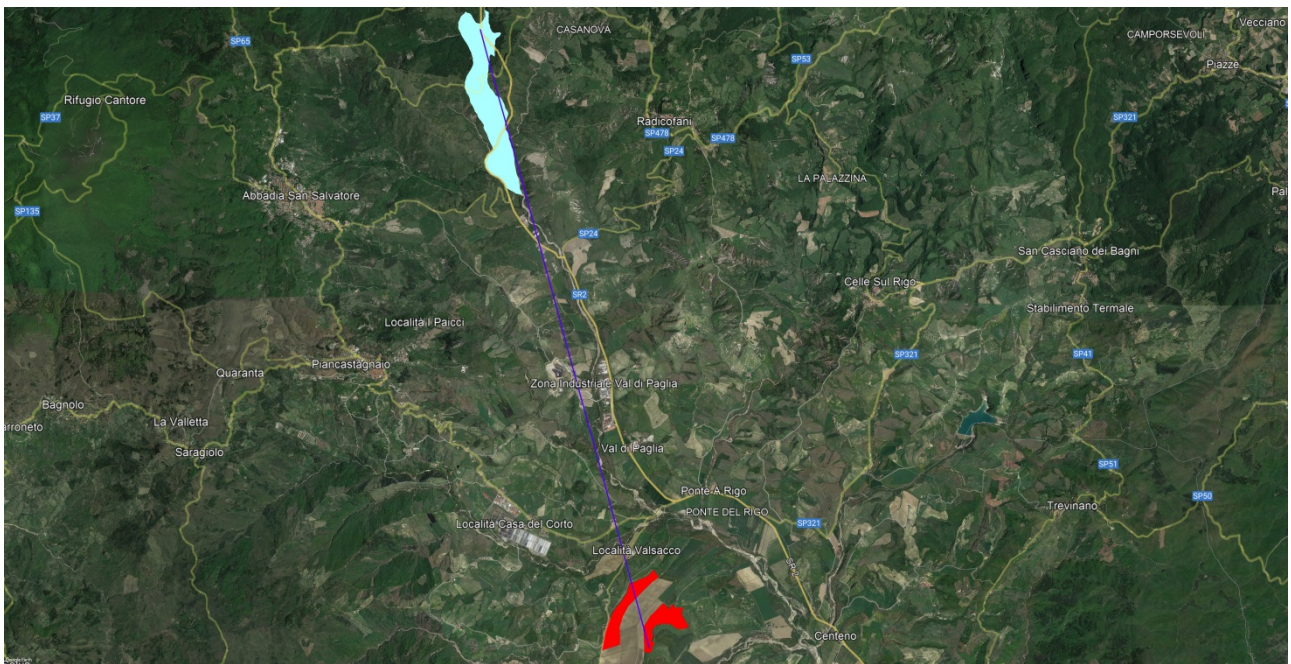 Vecciano
CASANOVA
CAMPORSEVOLI
SP65
SP53
Piazze
Rifugio Cantore
SP37
SP321
Radicofani
SP478
SP478
SP24
LA PALAZZINA
Abbadia San Salvatore
Pal
SP135
SP24
San Casciano dei Bagni
Celle Sul Rigo
SR2
Stabilimento Termale
Località I Paicci
SP321
SP41
Quaranta
Piancastagnaio
Zona Industriale Val di Paglia
Bagnolo
arroneto
La Valletta
Saragiolo
Val di Paglia
SP51
Ponte A Rigo
SP50
Trevinano
PONTE DEL RIGO
Località Casa del Corto
SP321
Località Valsacco
SR2
Centeno